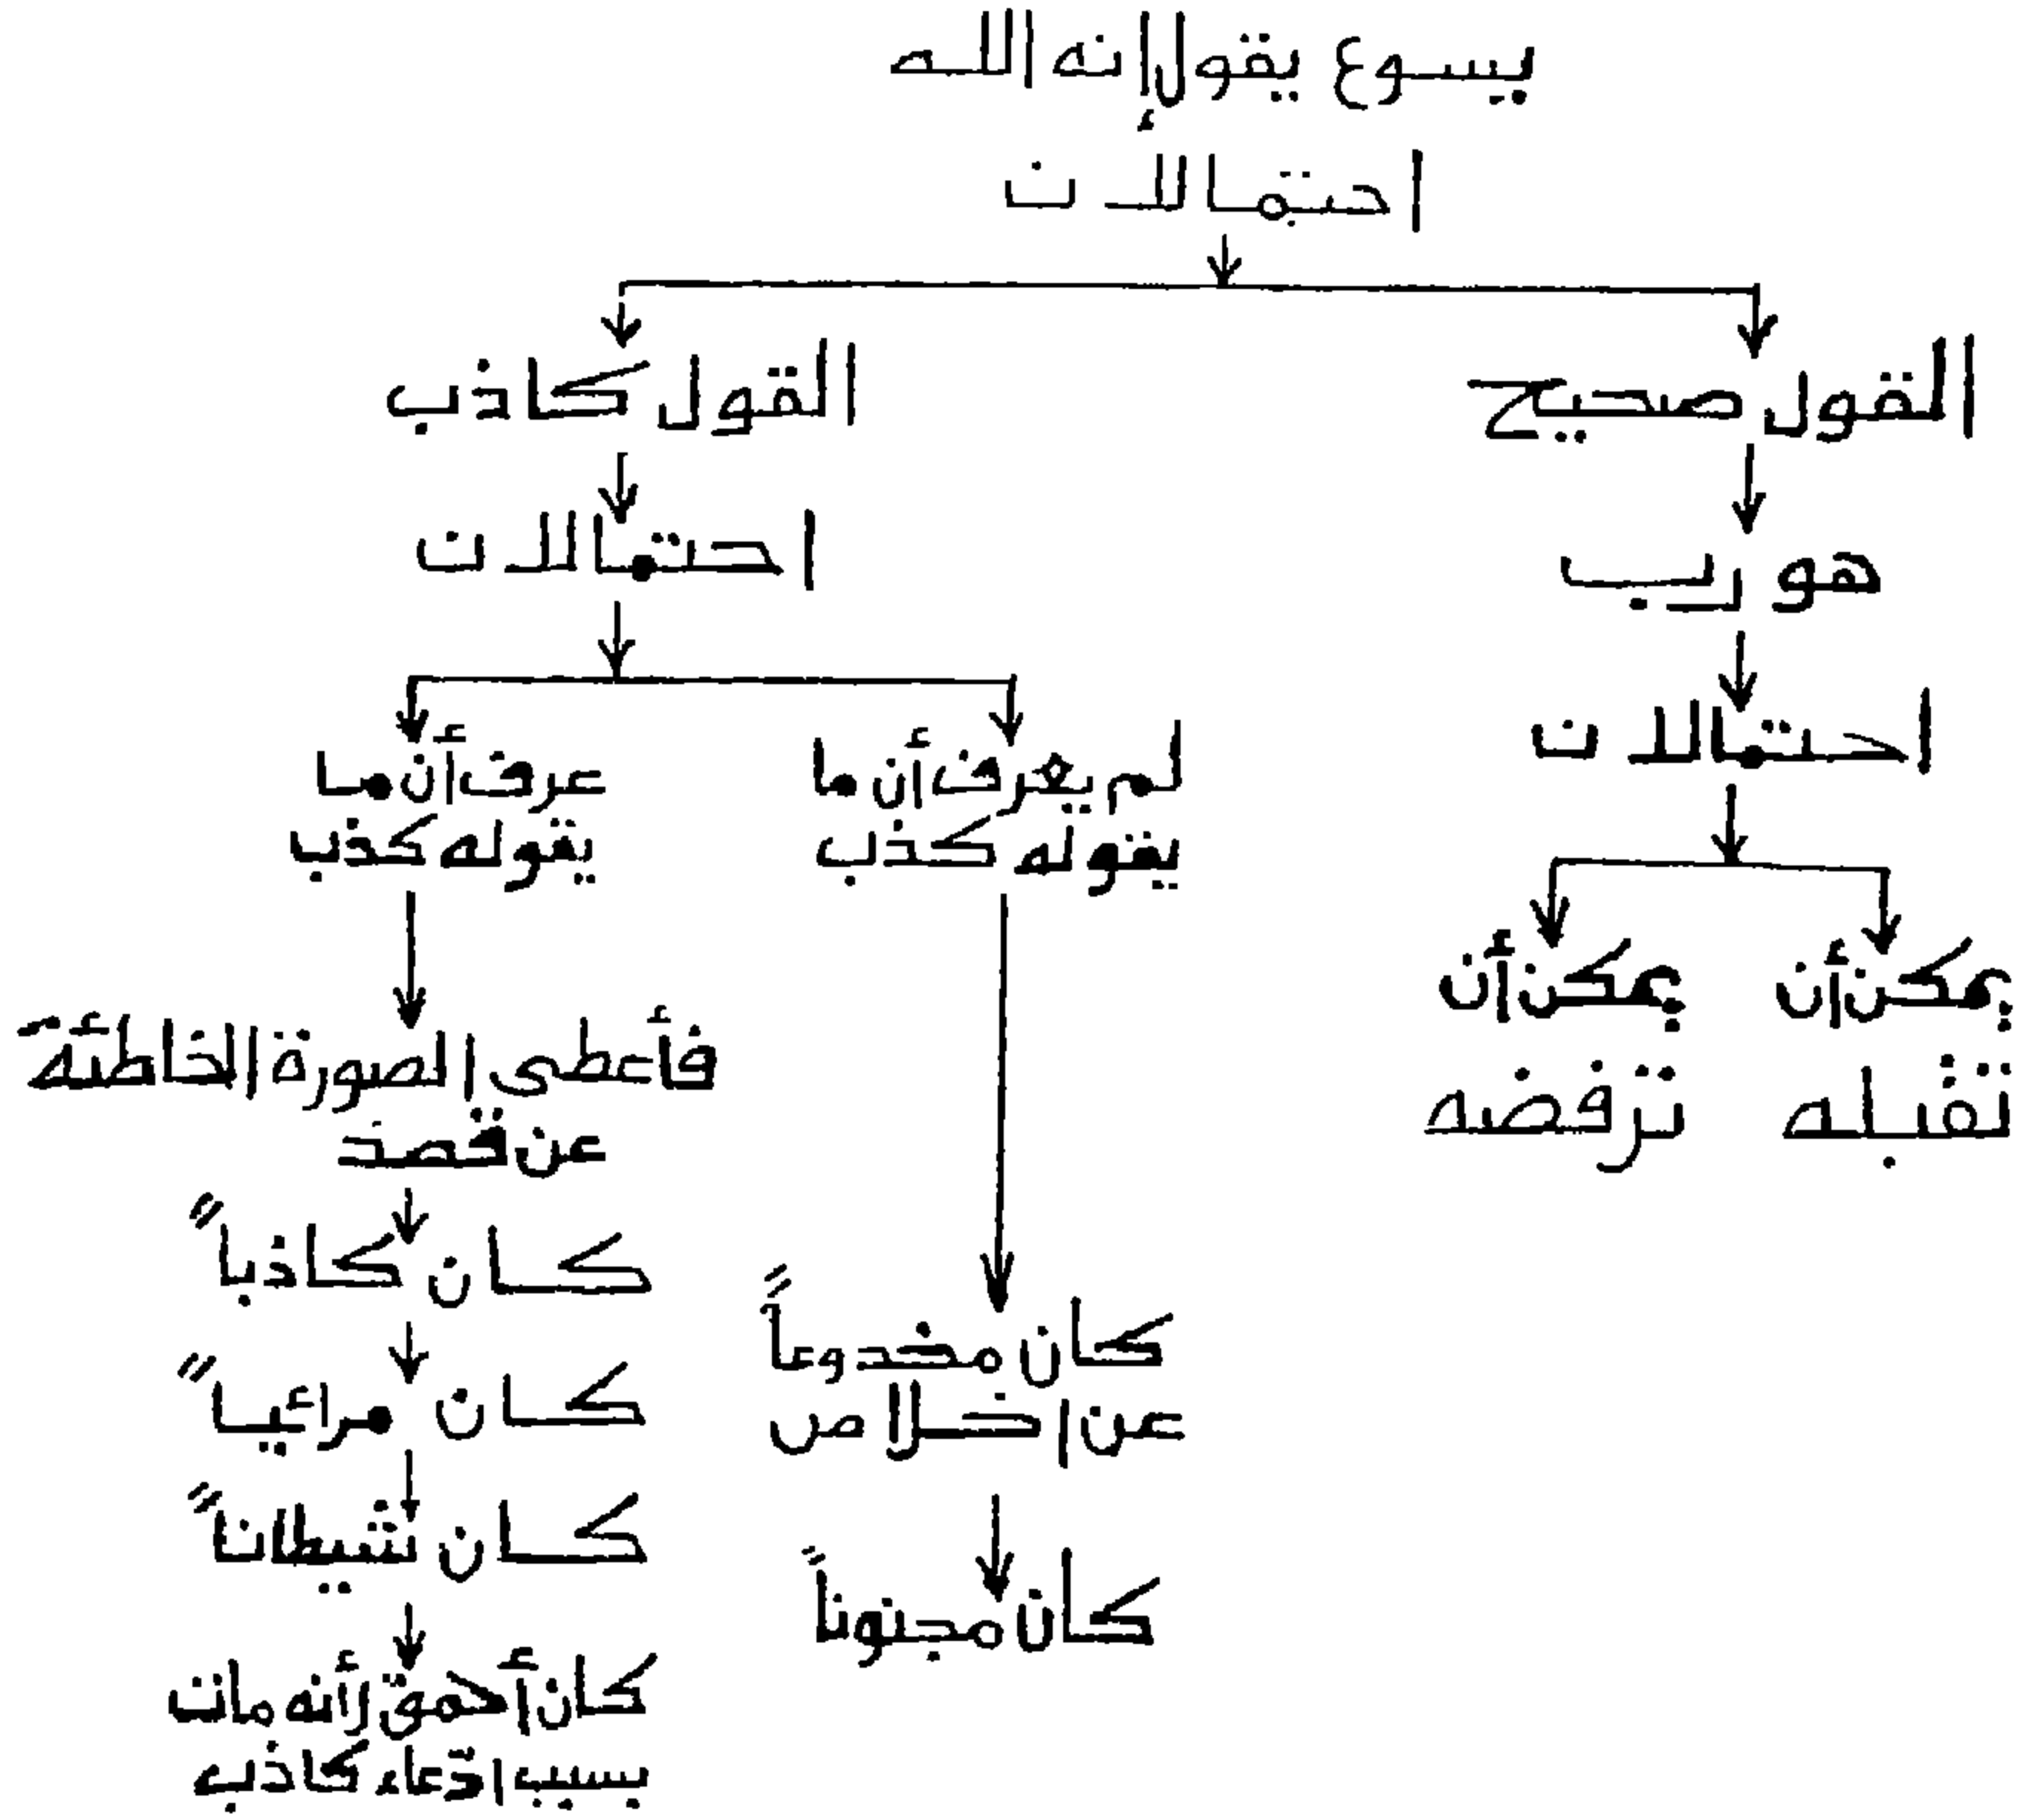 يسوع يقول إنه الله
احتمالان
القول صحيح
هو رب
احتمالان
يمكن أن
تقبله
يمكن أن
ترفضه
القول كاذب
احتمالان
لم يعرف أن ما
يقوله كذب
كان مخدوعاً
عن إخلاص
كان مجنوناً
عرف أن ما
يقوله كذب
فأعطى الصورة الخاطئة
عن قصد
كان كاذباً
كان مرائياً
كان شيطاناً
كان أحمق لأنه مات
بسبب ادعاء كاذب